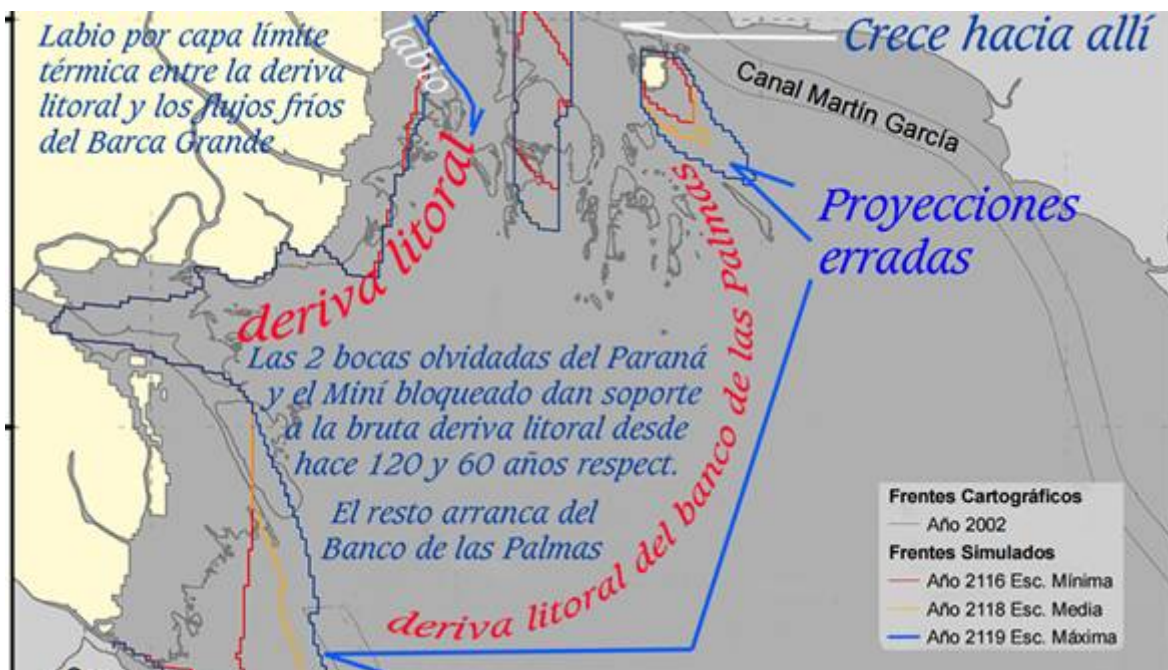 Labio por capa límite
térmica entre la deriva
litoral y los flujos fríos
del Barca Grande
labio
Crece hacia allí
Canal Martín García
deriva litoral
Proyecciones
erradas
Las 2 bocas olvidadas del Paraná
y el Miní bloqueado dan soporte
a la bruta deriva litoral desde
hace 120 y 60 años respect.
El resto arranca del
Banco de las Palmas
deriva litoral del banco de las Palmas
Frentes Cartográficos
Año 2002
Frentes Simulados
Año 2116 Esc. Mínima
Año 2118 Esc. Media
Año 2119 Esc. Máxima